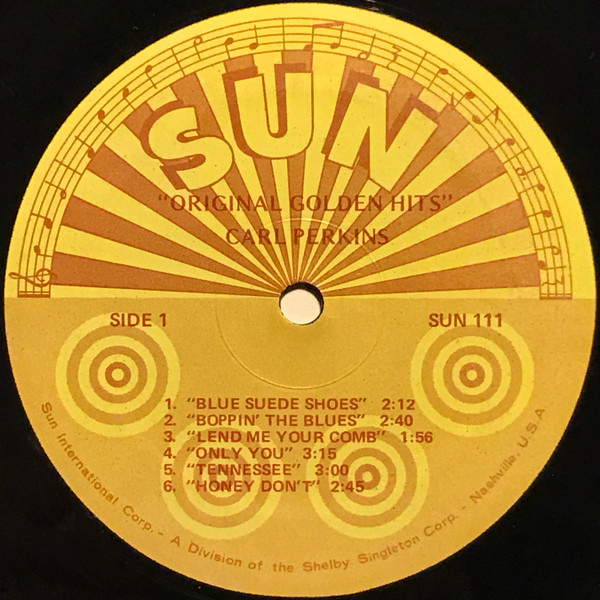 SUN
"ORIGINAL GOLDEN HITS"
CARL PERKINS
SIDE 1
SUN 111
1. "BLUE SUEDE SHOES" 2:12
2. "BOPPIN' THE BLUES" 2:40
3. "LEND ME YOUR COMB" 1:56
4. "ONLY YOU" 3:15
5. "TENNESSEE" 3:00
6. "HONEY DON'T" 2:45
Sun International Corp. - A Division of the Shelby Singleton Corp. - Nashville, U.S.A